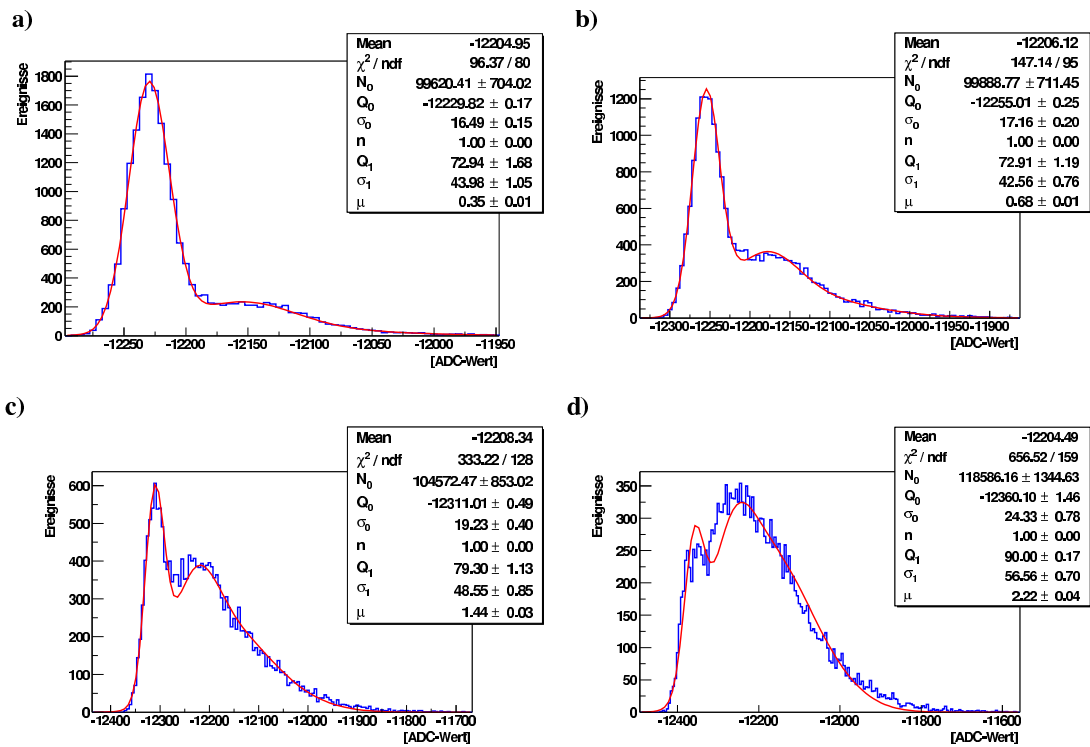 a)
Ereignisse
1800
1600
1400
1200
1000
800
600
400
200
0
-12250 -12200 -12150 -12100 -12050 -12000 -11950
[ADC-Wert]
Mean -12204.95
χ² / ndf 96.37 / 80
N₀ 99620.41 ± 704.02
Q₀ -12229.82 ± 0.17
σ₀ 16.49 ± 0.15
n 1.00 ± 0.00
Q₁ 72.94 ± 1.68
σ₁ 43.98 ± 1.05
μ 0.35 ± 0.01
b)
Ereignisse
1200
1000
800
600
400
200
0
-12300 -12250 -12200 -12150 -12100 -12050 -12000 -11950 -11900
[ADC-Wert]
Mean -12206.12
χ² / ndf 147.14 / 95
N₀ 99888.77 ± 711.45
Q₀ -12255.01 ± 0.25
σ₀ 17.16 ± 0.20
n 1.00 ± 0.00
Q₁ 72.91 ± 1.19
σ₁ 42.56 ± 0.76
μ 0.68 ± 0.01
c)
Ereignisse
600
500
400
300
200
100
0
-12400 -12300 -12200 -12100 -12000 -11900 -11800 -11700
[ADC-Wert]
Mean -12208.34
χ² / ndf 333.22 / 128
N₀ 104572.47 ± 853.02
Q₀ -12311.01 ± 0.49
σ₀ 19.23 ± 0.40
n 1.00 ± 0.00
Q₁ 79.30 ± 1.13
σ₁ 48.55 ± 0.85
μ 1.44 ± 0.03
d)
Ereignisse
350
300
250
200
150
100
50
0
-12400 -12200 -12000 -11800 -11600
[ADC-Wert]
Mean -12204.49
χ² / ndf 656.52 / 159
N₀ 118586.16 ± 1344.63
Q₀ -12360.10 ± 1.46
σ₀ 24.33 ± 0.78
n 1.00 ± 0.00
Q₁ 90.00 ± 0.17
σ₁ 56.56 ± 0.70
μ 2.22 ± 0.04